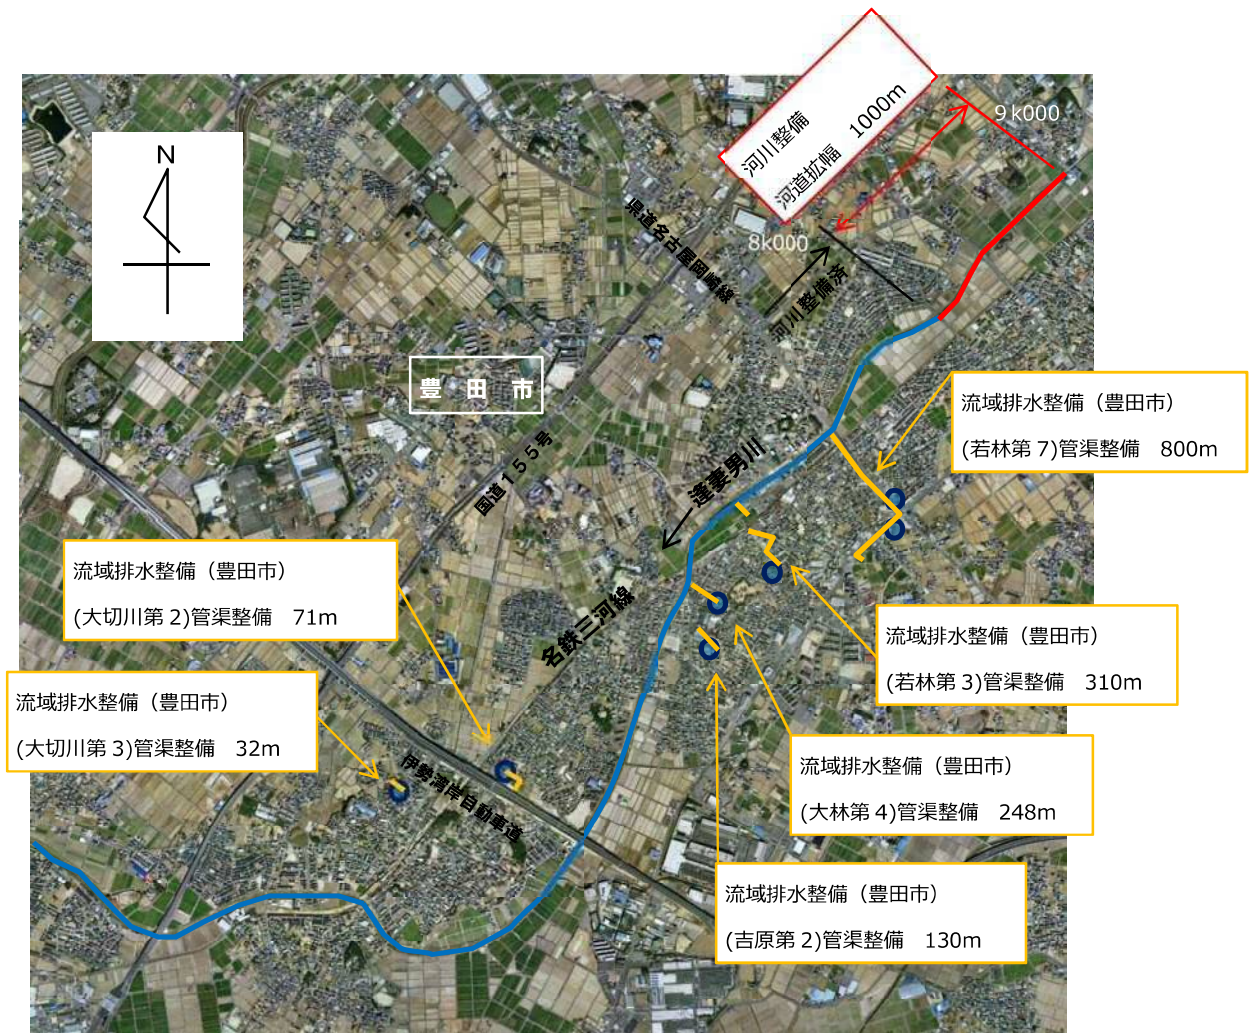 河川整備
河道拡幅　1000m
9k000
N
県道名古屋岡崎線
8k000
河川整備済
豊　田　市
流域排水整備（豊田市）
(若林第7)管渠整備　800m
国道155号
逢妻男川
流域排水整備（豊田市）
(大切川第2)管渠整備　71m
名鉄三河線
流域排水整備（豊田市）
(若林第3)管渠整備　310m
流域排水整備（豊田市）
(大切川第3)管渠整備　32m
伊勢湾岸自動車道
流域排水整備（豊田市）
(大林第4)管渠整備　248m
流域排水整備（豊田市）
(吉原第2)管渠整備　130m